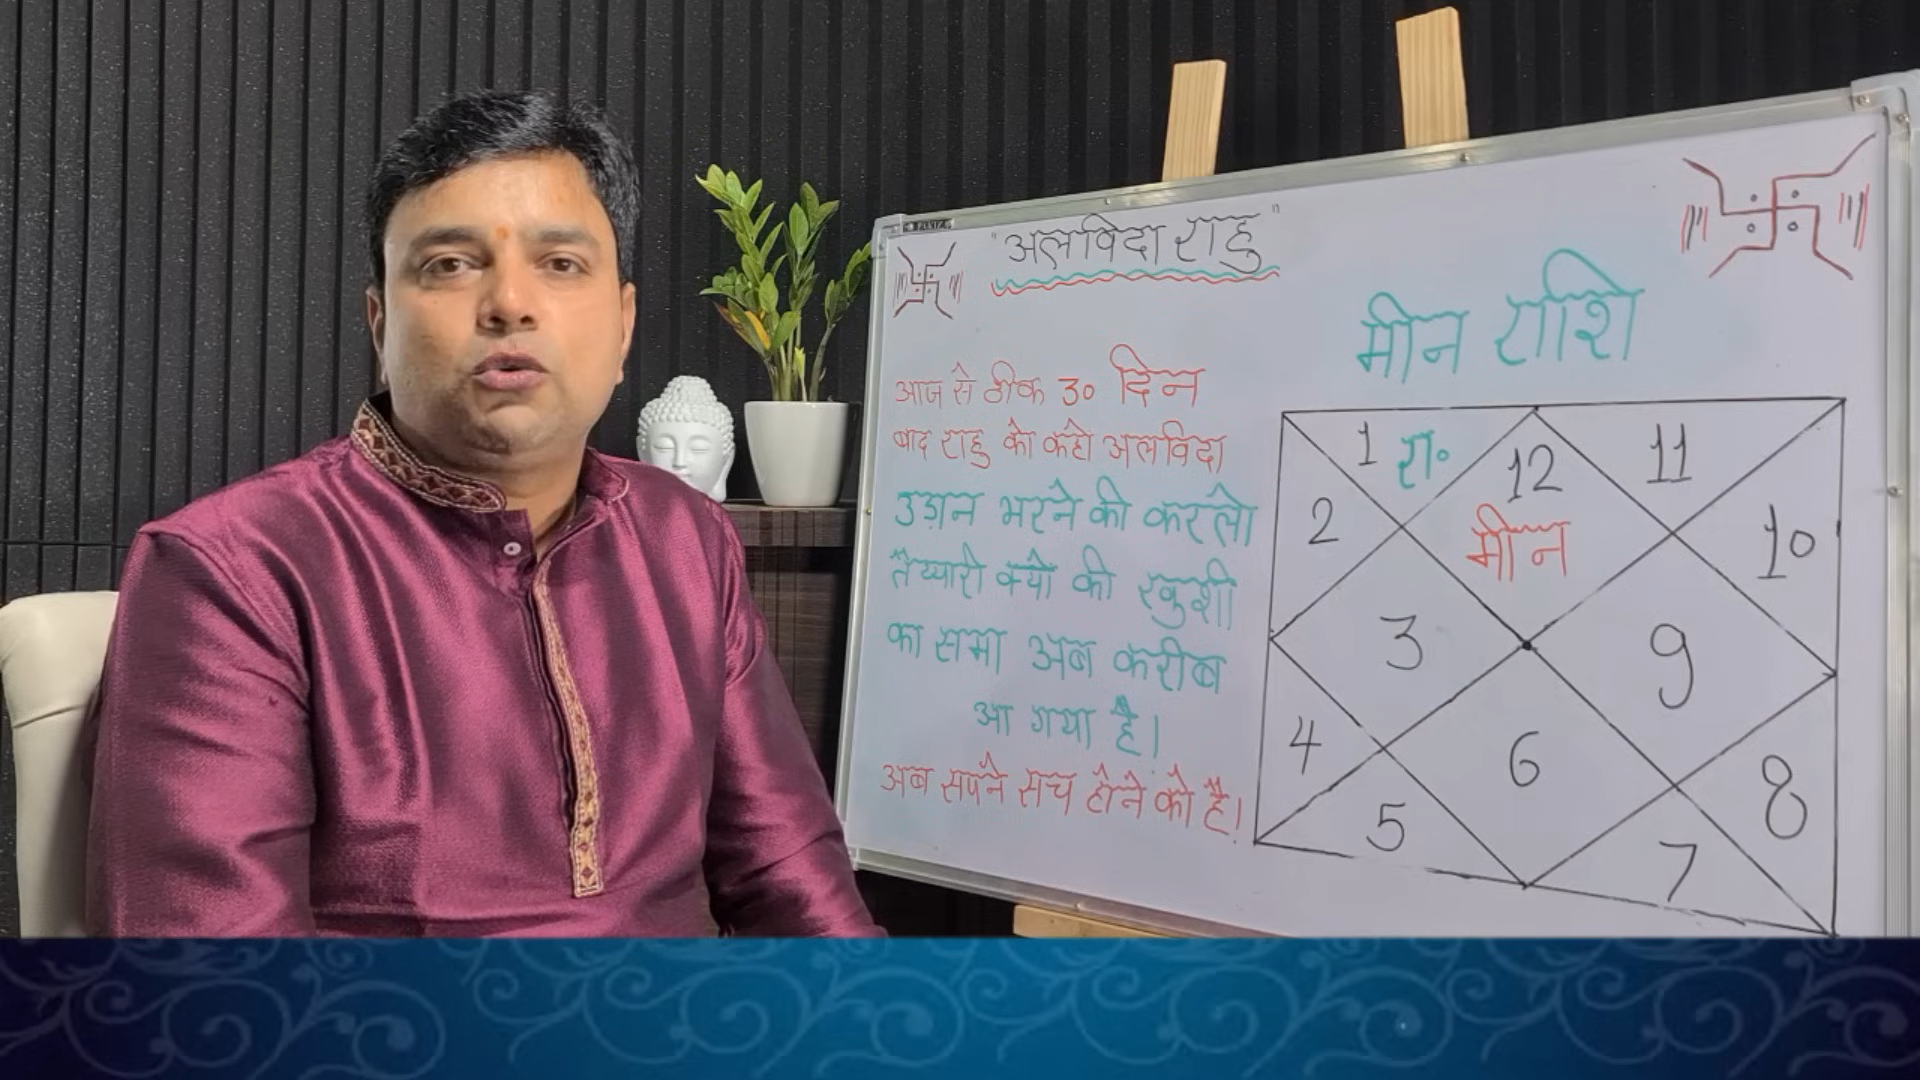 "अलविदा राहु"
मीन राशि
आज से ठीक 30 दिन
बाद राहु को कहो अलविदा
उड़ान भरने की करलो
तैय्यारी क्यो की खुशी
का समा अब करीब
आ गया है।
अब सपने सच होने को है।
1 रा॰ 12 11
2 मीन 10
3 9
4 6 8
5 7